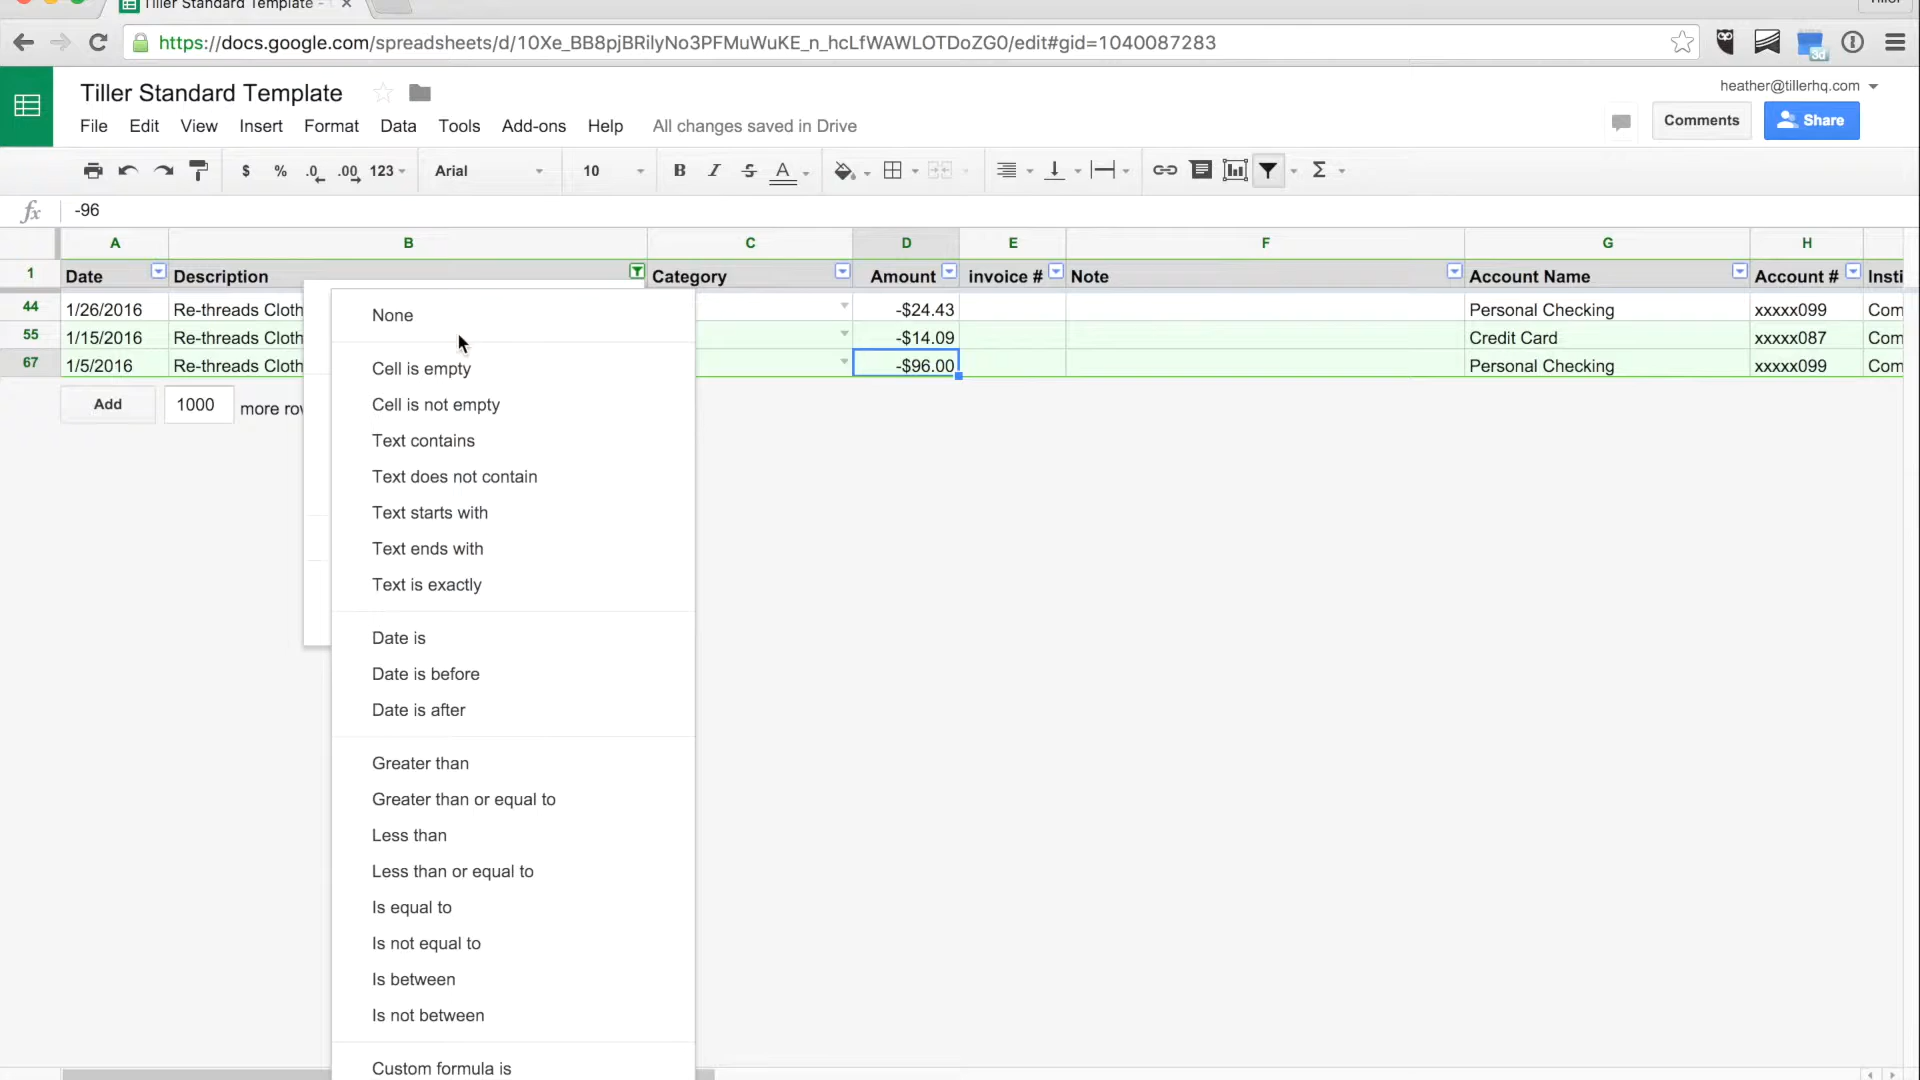 Tiller Standard Template -
Tiller
https://docs.google.com/spreadsheets/d/10Xe_BB8pjBRilyNo3PFMuWuKE_n_hcLfWAWLOTDoZG0/edit#gid=1040087283
3d
Tiller Standard Template
heather@tillerhq.com
File Edit View Insert Format Data Tools Add-ons Help All changes saved in Drive
Comments Share
$ % .0 .00 123 Arial 10 B I S A Σ
fx -96
A B C D E F G H
1 Date Description Category Amount invoice # Note Account Name Account # Insti
44 1/26/2016 Re-threads Cloth -$24.43 Personal Checking xxxxx099 Com
55 1/15/2016 Re-threads Cloth -$14.09 Credit Card xxxxx087 Com
67 1/5/2016 Re-threads Cloth -$96.00 Personal Checking xxxxx099 Com
Add 1000 more rov
None
Cell is empty
Cell is not empty
Text contains
Text does not contain
Text starts with
Text ends with
Text is exactly
Date is
Date is before
Date is after
Greater than
Greater than or equal to
Less than
Less than or equal to
Is equal to
Is not equal to
Is between
Is not between
Custom formula is